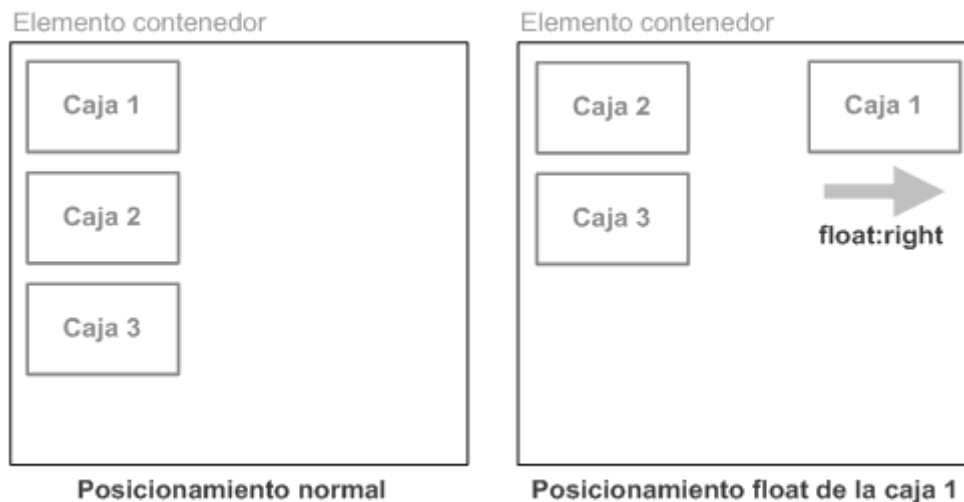 Elemento contenedor
Caja 1
Caja 2
Caja 3
Posicionamiento normal
Elemento contenedor
Caja 2
Caja 1
Caja 3
float:right
Posicionamiento float de la caja 1